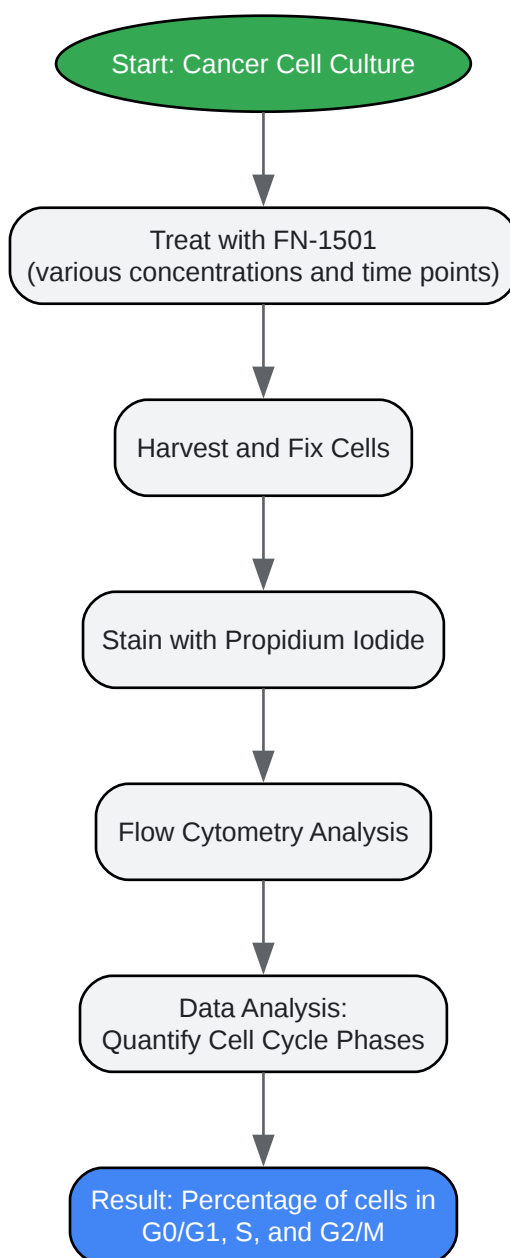 Start: Cancer Cell Culture
Treat with FN-1501
(various concentrations and time points)
Harvest and Fix Cells
Stain with Propidium Iodide
Flow Cytometry Analysis
Data Analysis:
Quantify Cell Cycle Phases
Result: Percentage of cells in
G0/G1, S, and G2/M